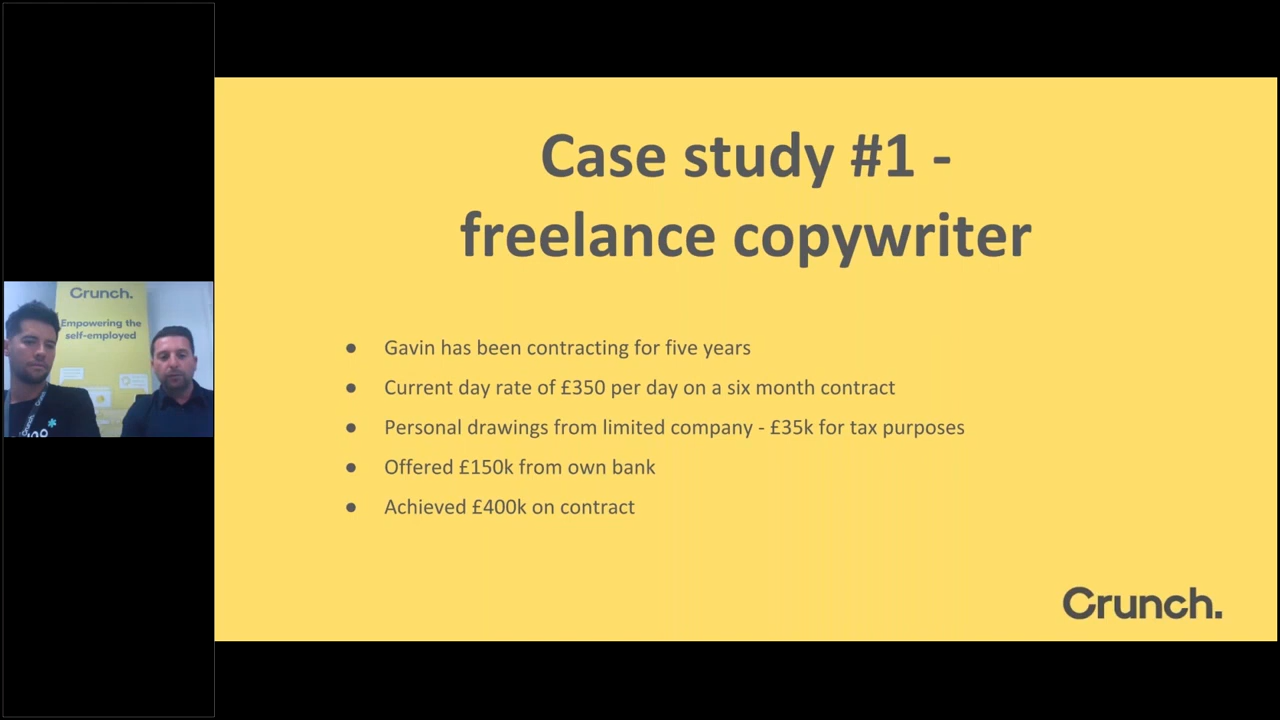 Case study #1 -
freelance copywriter
● Gavin has been contracting for five years
● Current day rate of £350 per day on a six month contract
● Personal drawings from limited company - £35k for tax purposes
● Offered £150k from own bank
● Achieved £400k on contract
Crunch.
Crunch.
Empowering the
self-employed